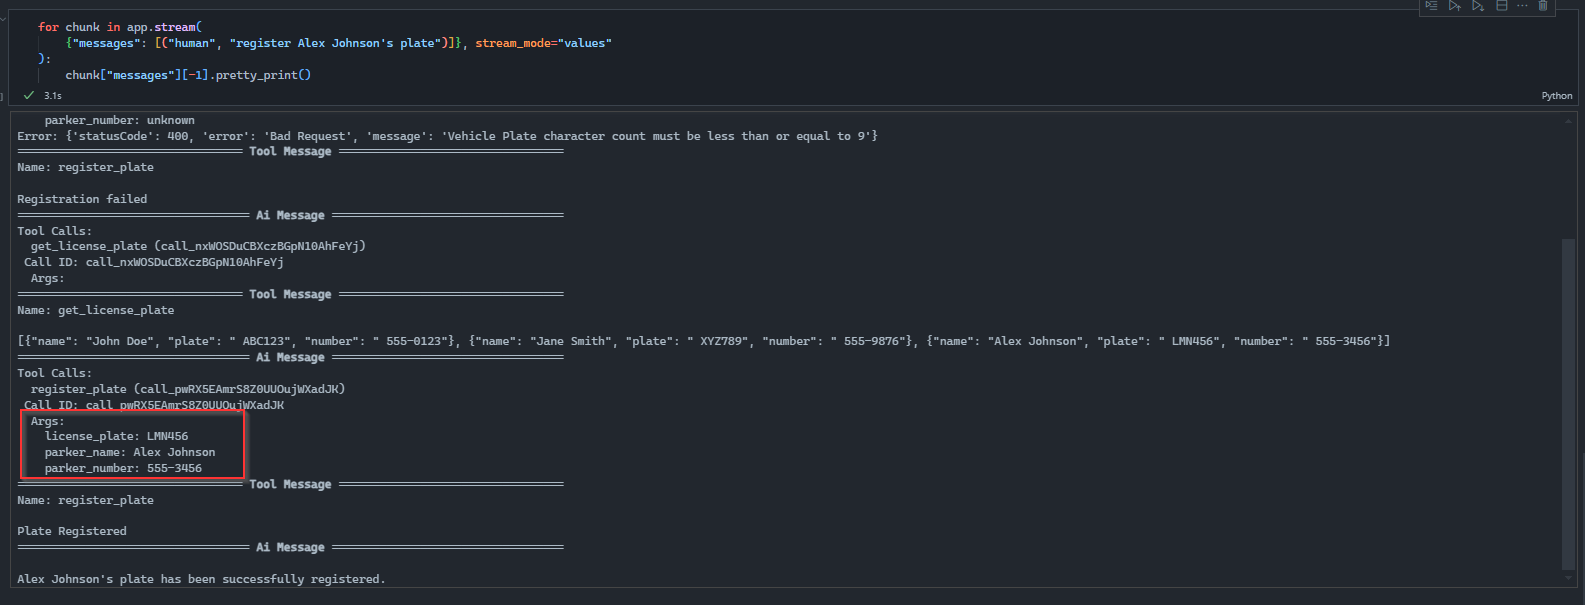 for chunk in app.stream(
{"messages": [("human", "register Alex Johnson's plate")]}, stream_mode="values"
):
chunk["messages"][-1].pretty_print()
3.1s
Python
parker_number: unknown
Error: {'statusCode': 400, 'error': 'Bad Request', 'message': 'Vehicle Plate character count must be less than or equal to 9'}
================================= Tool Message =================================
Name: register_plate
Registration failed
================================== Ai Message ==================================
Tool Calls:
get_license_plate (call_nxWOSDuCBXczBGpN10AhFeYj)
Call ID: call_nxWOSDuCBXczBGpN10AhFeYj
Args:
================================= Tool Message =================================
Name: get_license_plate
[{"name": "John Doe", "plate": " ABC123", "number": " 555-0123"}, {"name": "Jane Smith", "plate": " XYZ789", "number": " 555-9876"}, {"name": "Alex Johnson", "plate": " LMN456", "number": " 555-3456"}]
================================== Ai Message ==================================
Tool Calls:
register_plate (call_pwRX5EAmrS8Z0UUOujWXadJK)
Call ID: call_pwRX5EAmrS8Z0UUOujWXadJK
Args:
license_plate: LMN456
parker_name: Alex Johnson
parker_number: 555-3456
================================= Tool Message =================================
Name: register_plate
Plate Registered
================================== Ai Message ==================================
Alex Johnson's plate has been successfully registered.